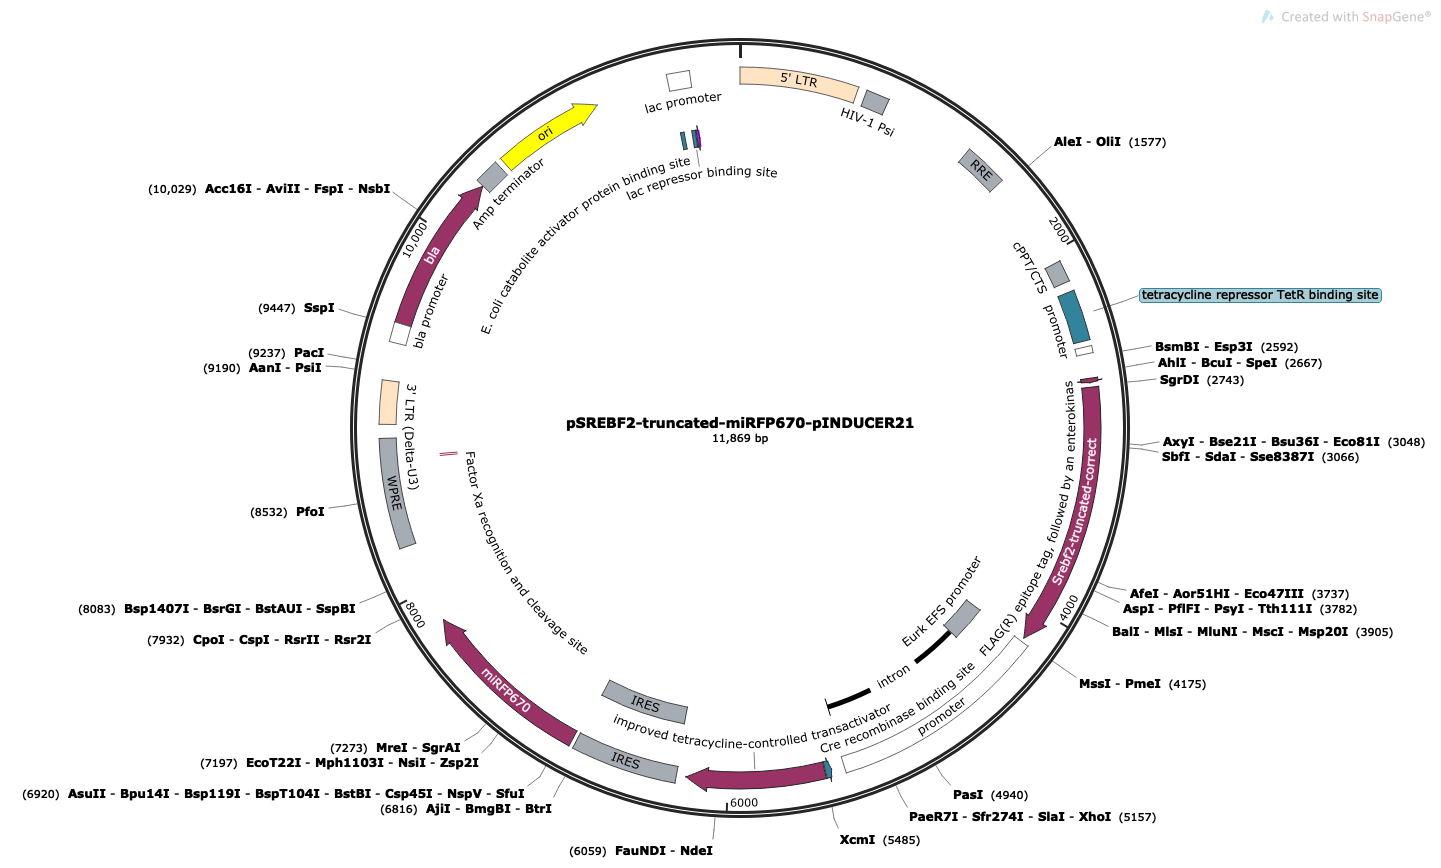 Created with SnapGene®
5' LTR
lac promoter
HIV-1 Psi
ori
AleI - OliI (1577)
RRE
Amp terminator
E. coli catabolite activator protein binding site
lac repressor binding site
(10,029) Acc16I - AviII - FspI - NsbI
10,000
2000
bla
cPPT/CTS
tetracycline repressor TetR binding site
(9447) SspI
bla promoter
promoter
BsmBI - Esp3I (2592)
(9237) PacI
AhlI - BcuI - SpeI (2667)
(9190) AanI - PsiI
SgrDI (2743)
3' LTR (Delta-U3)
pSREBF2-truncated-miRFP670-pINDUCER21
11,869 bp
AxyI - Bse21I - Bsu36I - Eco81I (3048)
SbfI - SdaI - Sse8387I (3066)
Srebf2-truncated-correct
FLAG(R) epitope tag, followed by an enterokinas
WPRE
Factor Xa recognition and cleavage site
(8532) PfoI
AfeI - Aor51HI - Eco47III (3737)
(8083) Bsp1407I - BsrGI - BstAUI - SspBI
AspI - PflFI - PsyI - Tth111I (3782)
8000
4000
Eurk EFS promoter
(7932) CpoI - CspI - RsrII - Rsr2I
BalI - MlsI - MluNI - MscI - Msp20I (3905)
intron
MssI - PmeI (4175)
miRFP670
IRES
improved tetracycline-controlled transactivator
Cre recombinase binding site
promoter
(7273) MreI - SgrAI
(7197) EcoT22I - Mph1103I - NsiI - Zsp2I
IRES
(6920) AsuII - Bpu14I - Bsp119I - BspT104I - BstBI - Csp45I - NspV - SfuI
PasI (4940)
6000
(6816) AjiI - BmgBI - BtrI
PaeR7I - Sfr274I - SlaI - XhoI (5157)
XcmI (5485)
(6059) FauNDI - NdeI